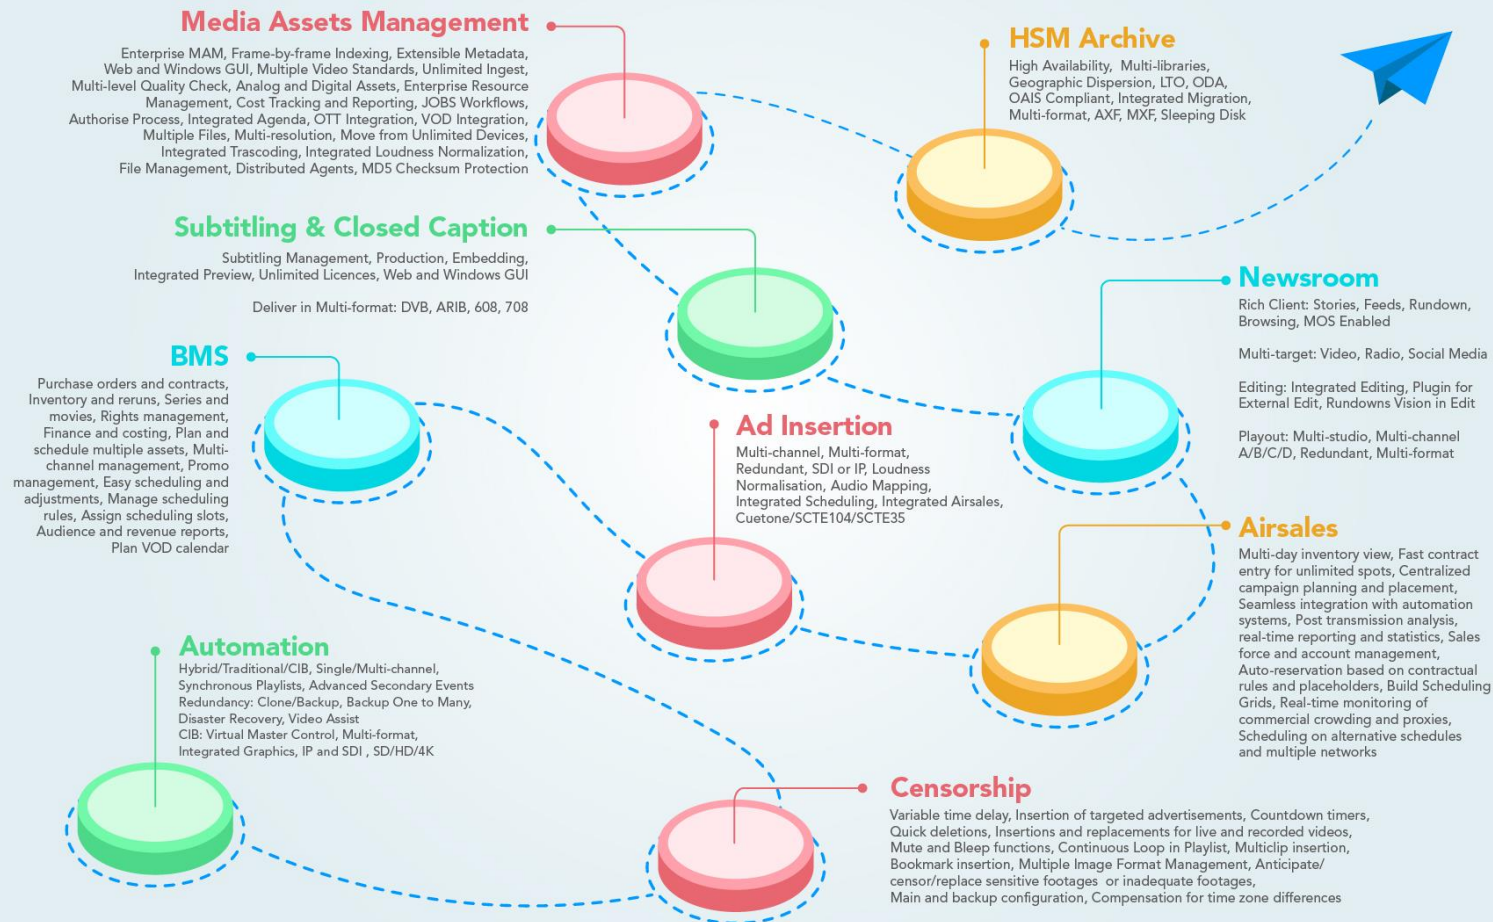 Media Assets Management
Enterprise MAM, Frame-by-frame Indexing, Extensible Metadata,
Web and Windows GUI, Multiple Video Standards, Unlimited Ingest,
Multi-level Quality Check, Analog and Digital Assets, Enterprise Resource
Management, Cost Tracking and Reporting, JOBS Workflows,
Authorise Process, Integrated Agenda, OTT Integration, VOD Integration,
Multiple Files, Multi-resolution, Move from Unlimited Devices,
Integrated Trascoding, Integrated Loudness Normalization,
File Management, Distributed Agents, MD5 Checksum Protection
HSM Archive
High Availability, Multi-libraries,
Geographic Dispersion, LTO, ODA,
OAIS Compliant, Integrated Migration,
Multi-format, AXF, MXF, Sleeping Disk
Subtitling & Closed Caption
Subtitling Management, Production, Embedding,
Integrated Preview, Unlimited Licences, Web and Windows GUI
Deliver in Multi-format: DVB, ARIB, 608, 708
Newsroom
Rich Client: Stories, Feeds, Rundown,
Browsing, MOS Enabled
Multi-target: Video, Radio, Social Media
Editing: Integrated Editing, Plugin for
External Edit, Rundowns Vision in Edit
Playout: Multi-studio, Multi-channel
A/B/C/D, Redundant, Multi-format
BMS
Purchase orders and contracts,
Inventory and reruns, Series and
movies, Rights management,
Finance and costing, Plan and
schedule multiple assets, Multi-
channel management, Promo
management, Easy scheduling and
adjustments, Manage scheduling
rules, Assign scheduling slots,
Audience and revenue reports,
Plan VOD calendar
Ad Insertion
Multi-channel, Multi-format,
Redundant, SDI or IP, Loudness
Normalisation, Audio Mapping,
Integrated Scheduling, Integrated Airsales,
Cuetone/SCTE104/SCTE35
Airsales
Multi-day inventory view, Fast contract
entry for unlimited spots, Centralized
campaign planning and placement,
Seamless integration with automation
systems, Post transmission analysis,
real-time reporting and statistics, Sales
force and account management,
Auto-reservation based on contractual
rules and placeholders, Build Scheduling
Grids, Real-time monitoring of
commercial crowding and proxies,
Scheduling on alternative schedules
and multiple networks
Automation
Hybrid/Traditional/CIB, Single/Multi-channel,
Synchronous Playlists, Advanced Secondary Events
Redundancy: Clone/Backup, Backup One to Many,
Disaster Recovery, Video Assist
CIB: Virtual Master Control, Multi-format,
Integrated Graphics, IP and SDI , SD/HD/4K
Censorship
Variable time delay, Insertion of targeted advertisements, Countdown timers,
Quick deletions, Insertions and replacements for live and recorded videos,
Mute and Bleep functions, Continuous Loop in Playlist, Multiclip insertion,
Bookmark insertion, Multiple Image Format Management, Anticipate/
censor/replace sensitive footages or inadequate footages,
Main and backup configuration, Compensation for time zone differences